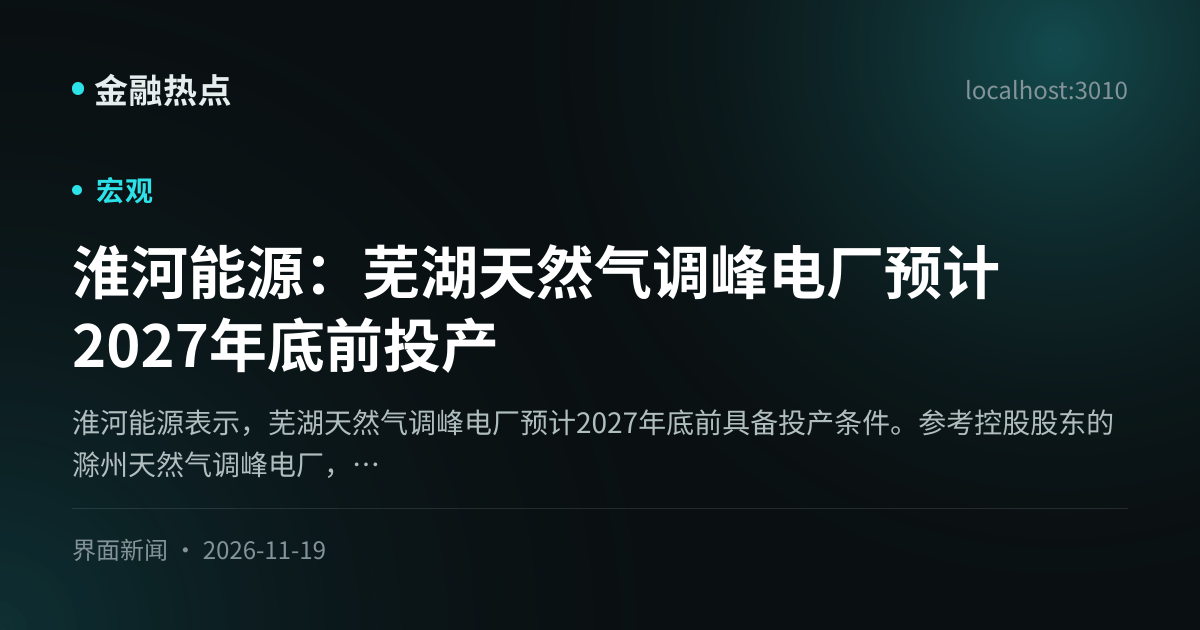 金融热点
localhost:3010
宏观
淮河能源：芜湖天然气调峰电厂预计
2027年底前投产
淮河能源表示，芜湖天然气调峰电厂预计2027年底前具备投产条件。参考控股股东的
滁州天然气调峰电厂，…
界面新闻 • 2026-11-19